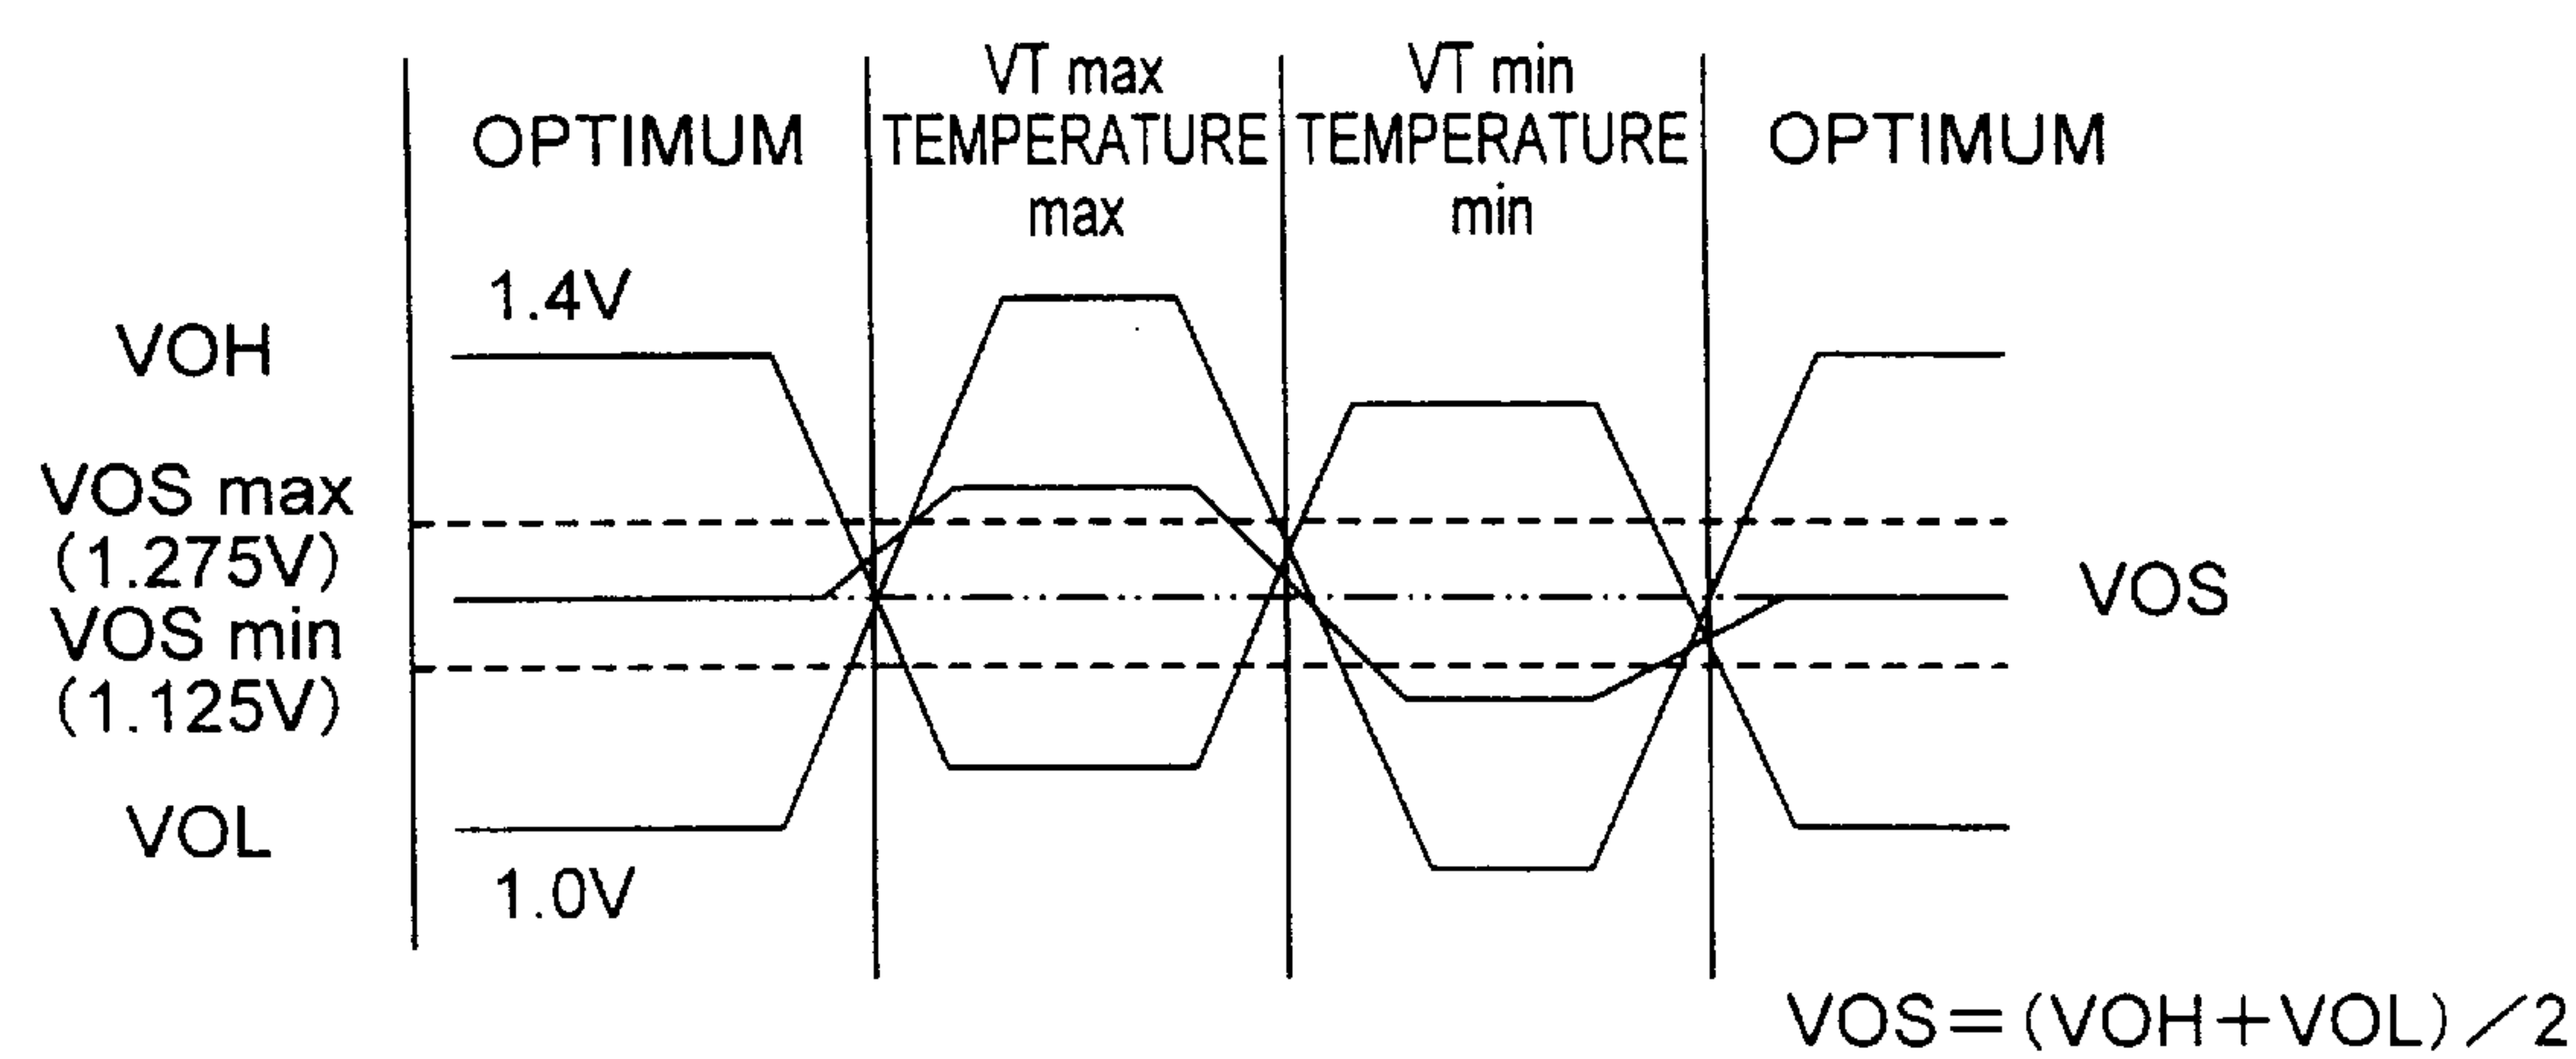 VT max
VT min
OPTIMUM
TEMPERATURE
TEMPERATURE
OPTIMUM
max
min
1.4V
VOH
VOS max
(1.275V)
VOS
VOS min
(1.125V)
VOL
1.0V
VOS=(VOH+VOL)/2